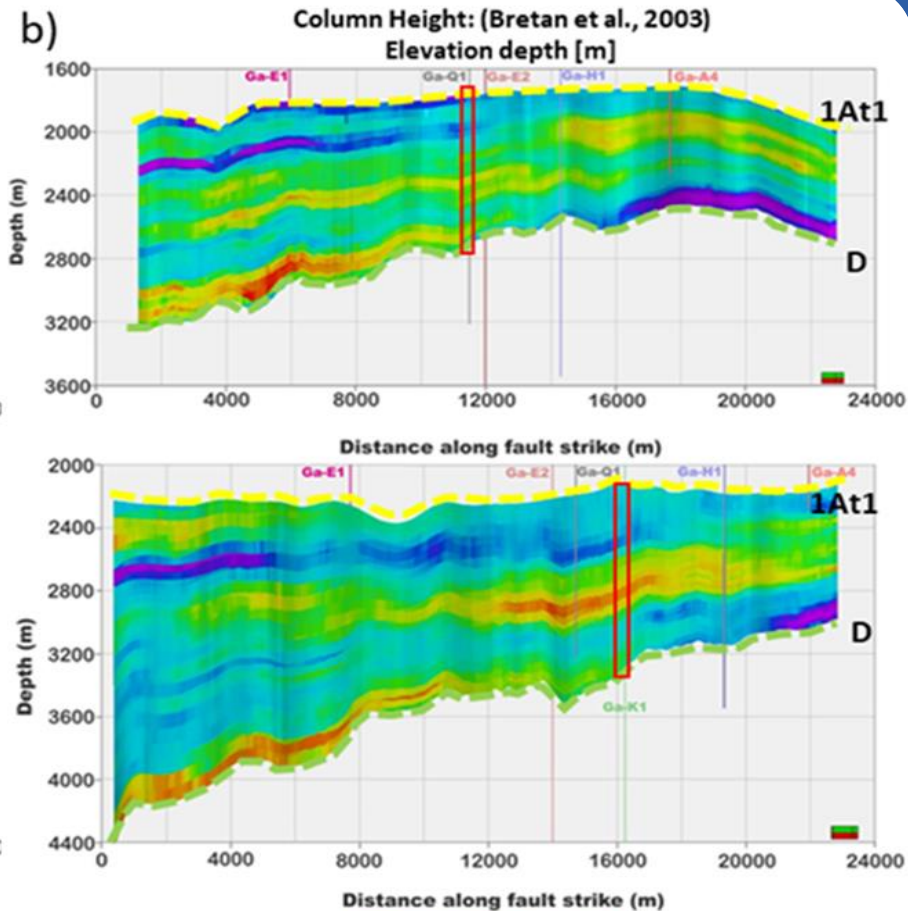 b)
Column Height: (Bretan et al., 2003)
Elevation depth [m]
1600
2000
2400
2800
3200
3600
Depth (m)
Ga-E1
Ga-Q1
Ga-E2
Ga-H1
Ga-A4
1At1
D
0
4000
8000
12000
16000
20000
24000
Distance along fault strike (m)
2000
2400
2800
3200
3600
4000
4400
Depth (m)
Ga-E1
Ga-E2
Ga-Q1
Ga-H1
Ga-A4
1At1
D
Ga-K1
0
4000
8000
12000
16000
20000
24000
Distance along fault strike (m)